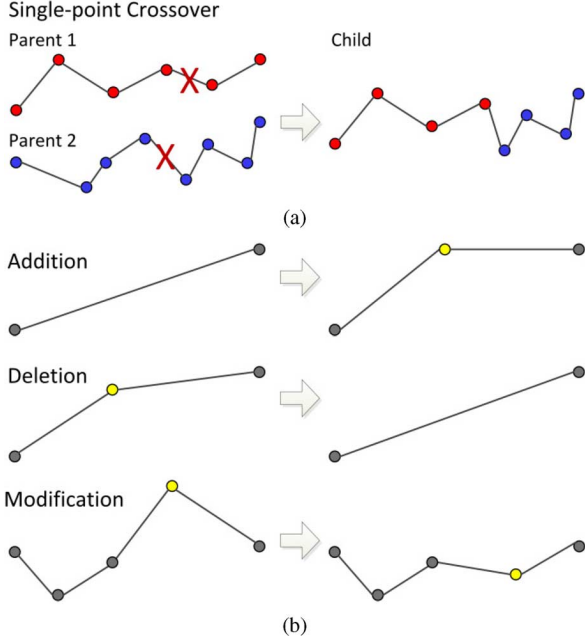 Single-point Crossover
Parent 1
Child
X
Parent 2
X
(a)
Addition
Deletion
Modification
(b)